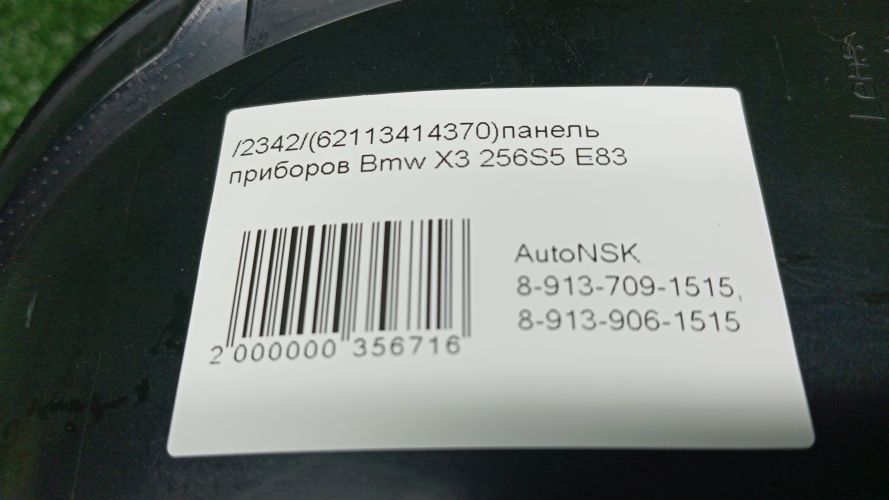 /2342/(62113414370)панель
приборов Bmw X3 256S5 E83
AutoNSK
8-913-709-1515,
8-913-906-1515
2 000000 356716